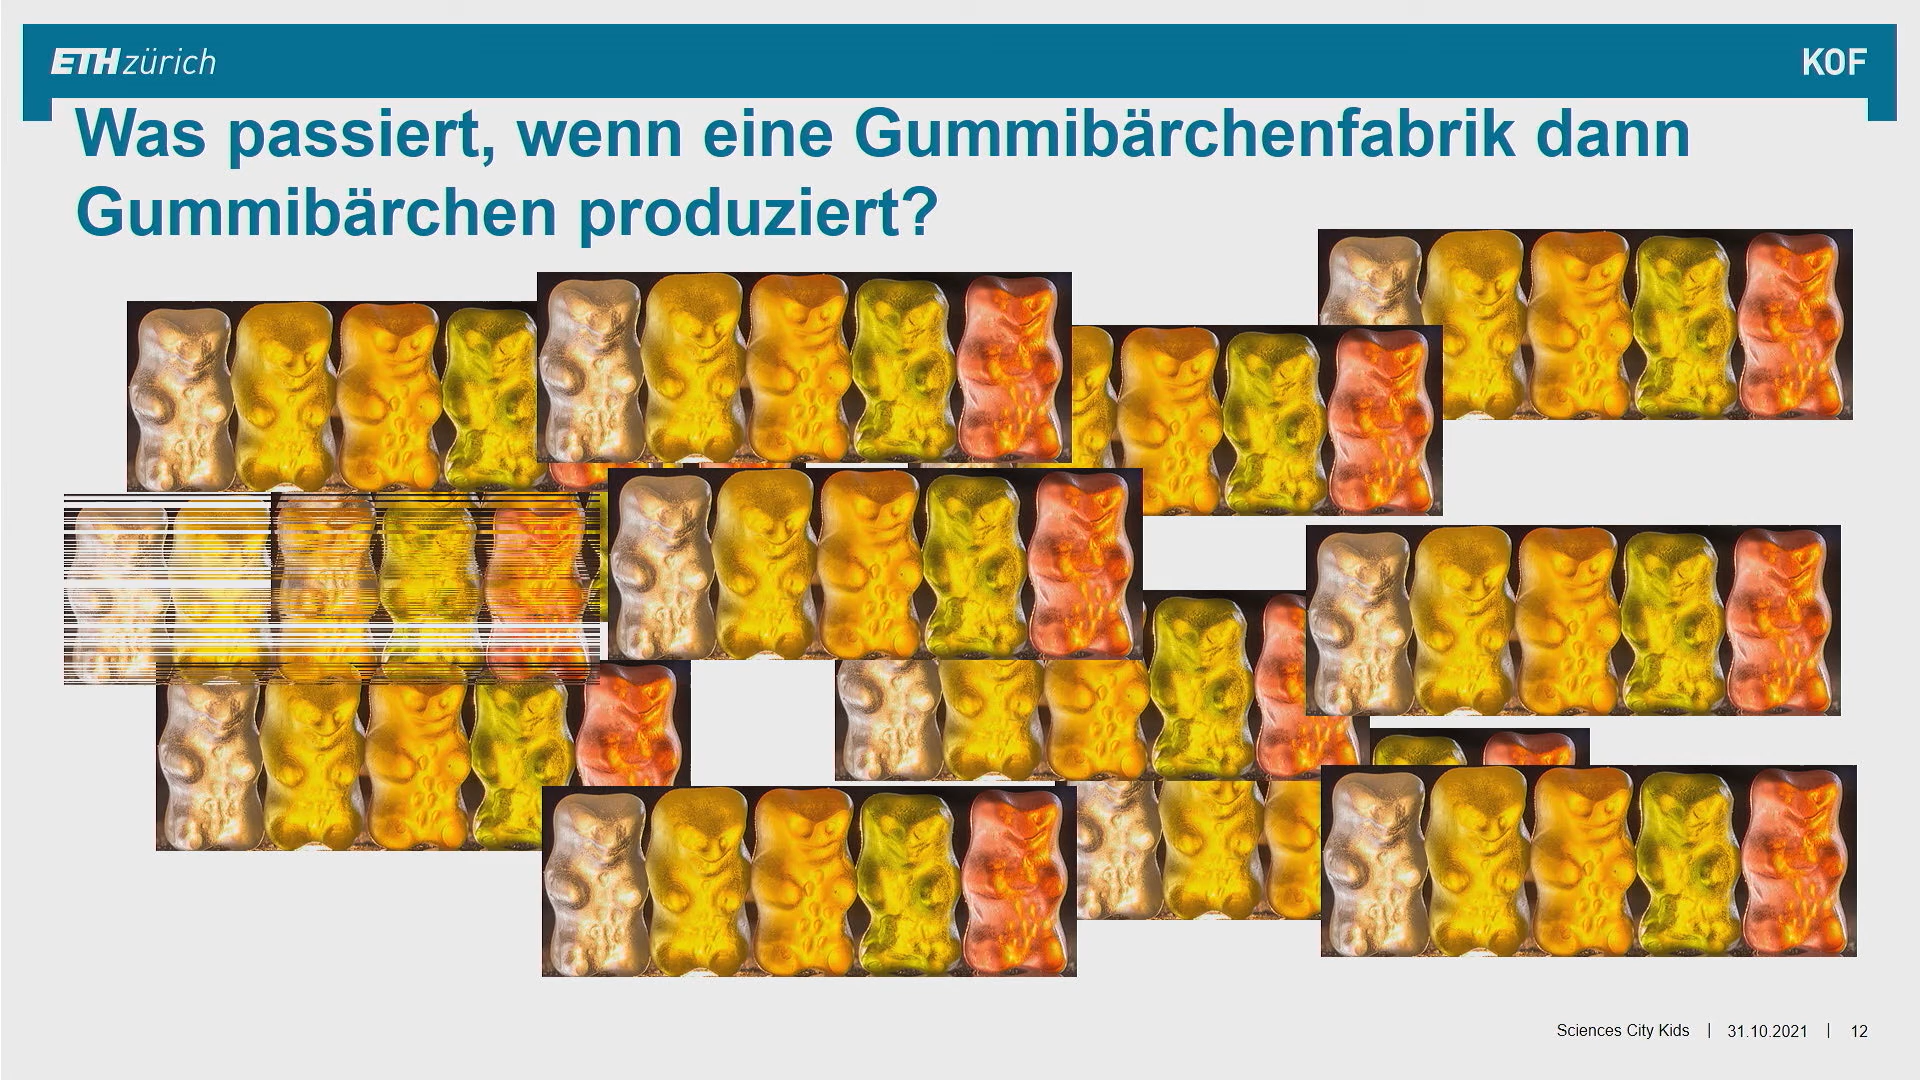 ETH zürich
KOF
Was passiert, wenn eine Gummibärchenfabrik dann
Gummibärchen produziert?
Sciences City Kids | 31.10.2021 | 12